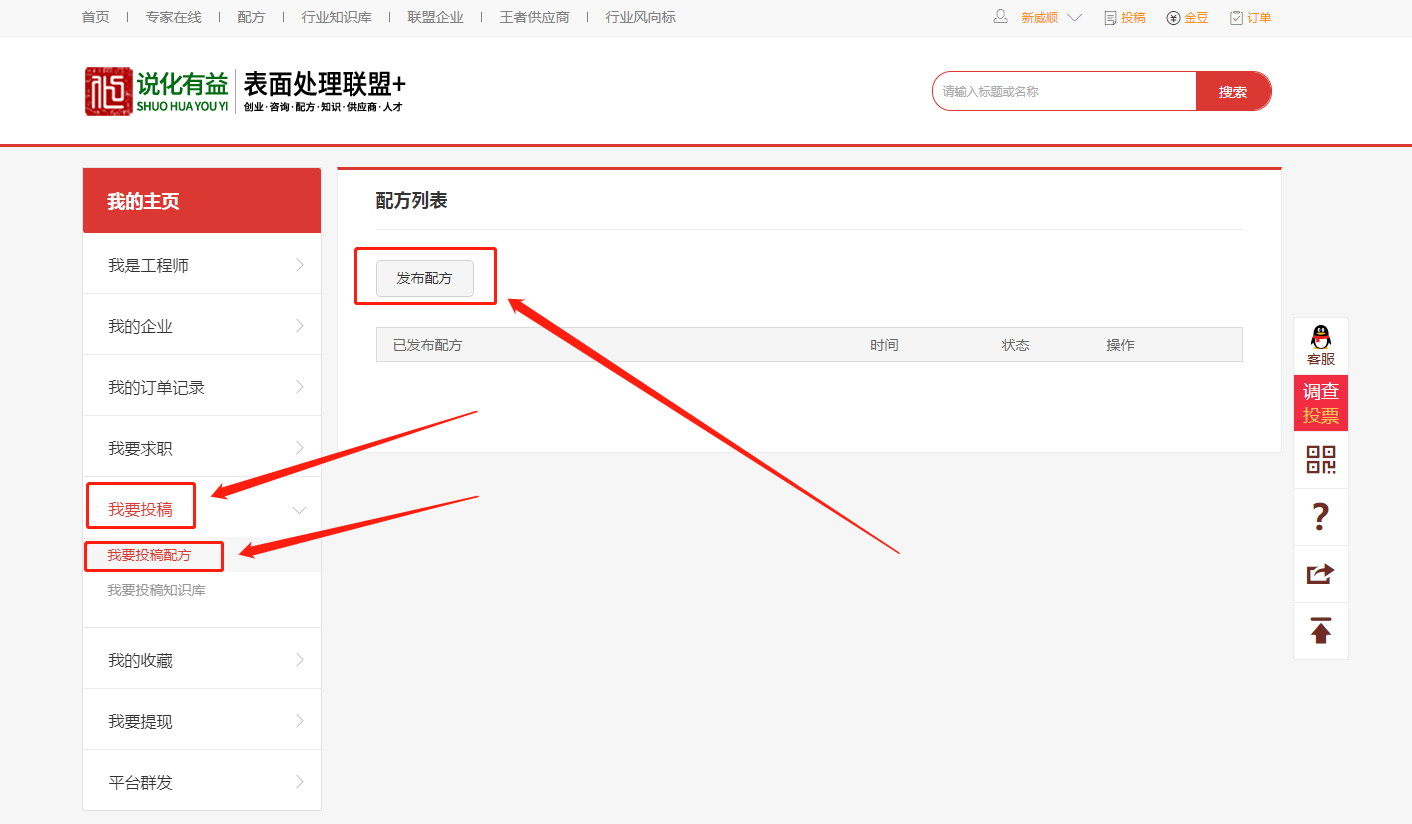 首页 | 专家在线 | 配方 | 行业知识库 | 联盟企业 | 王者供应商 | 行业风向标 新威顺 投稿 金豆 订单
说化有益 表面处理联盟+
SHUO HUA YOU YI 创业·咨询·配方·知识·供应商·人才
请输入标题或名称 搜索
我的主页
我是工程师
我的企业
我的订单记录
我要求职
我要投稿
我要投稿配方
我要投稿知识库
我的收藏
我要提现
平台群发
配方列表
发布配方
已发布配方 时间 状态 操作
客服
调查
投票